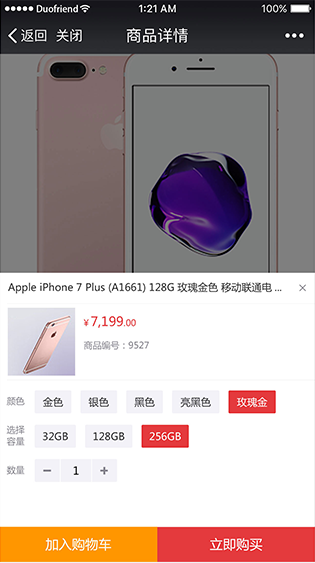 Duofriend 1:21 AM 100%
返回 关闭 商品详情
Apple iPhone 7 Plus (A1661) 128G 玫瑰金色 移动联通电 ...
¥7,199.00
商品编号：9527
颜色 金色 银色 黑色 亮黑色 玫瑰金
选择容量 32GB 128GB 256GB
数量 1
加入购物车 立即购买